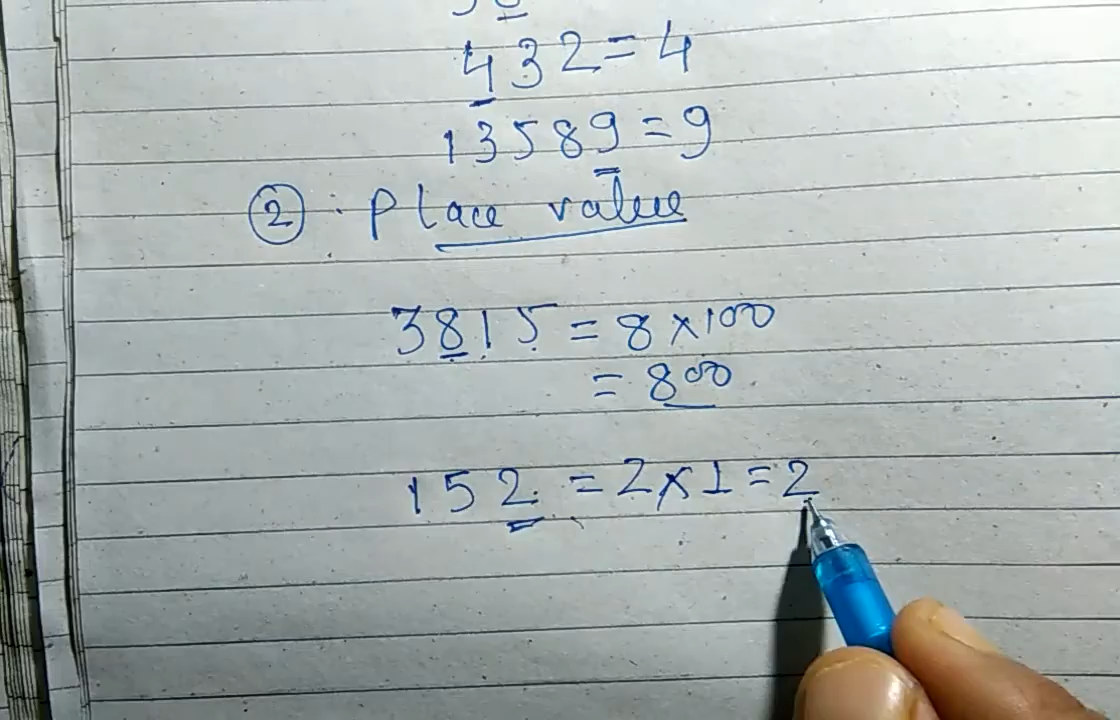 432=4
13589=9
② Place value
3815 = 8×100
= 800
152 = 2×1=2